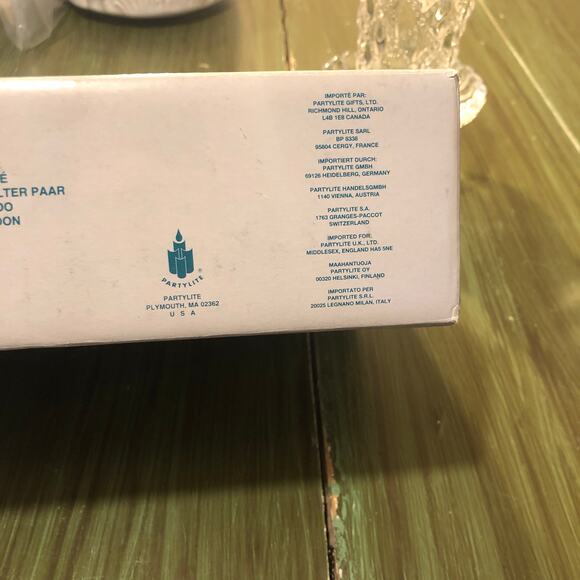 É
LTER PAAR
DO
DON
PARTYLITE®
PARTYLITE
PLYMOUTH, MA 02362
U S A
IMPORTÉ PAR:
PARTYLITE GIFTS, LTD.
RICHMOND HILL, ONTARIO
L4B 1E8 CANADA
PARTYLITE SARL
BP 8338
95804 CERGY, FRANCE
IMPORTIERT DURCH:
PARTYLITE GMBH
69126 HEIDELBERG, GERMANY
PARTYLITE HANDELSGMBH
1140 VIENNA, AUSTRIA
PARTYLITE S.A.
1763 GRANGES-PACCOT
SWITZERLAND
IMPORTED FOR:
PARTYLITE U.K., LTD.
MIDDLESEX, ENGLAND HA5 5NE
MAAHANTUOJA
PARTYLITE OY
00320 HELSINKI, FINLAND
IMPORTATO PER
PARTYLITE S.R.L.
20025 LEGNANO MILAN, ITALY